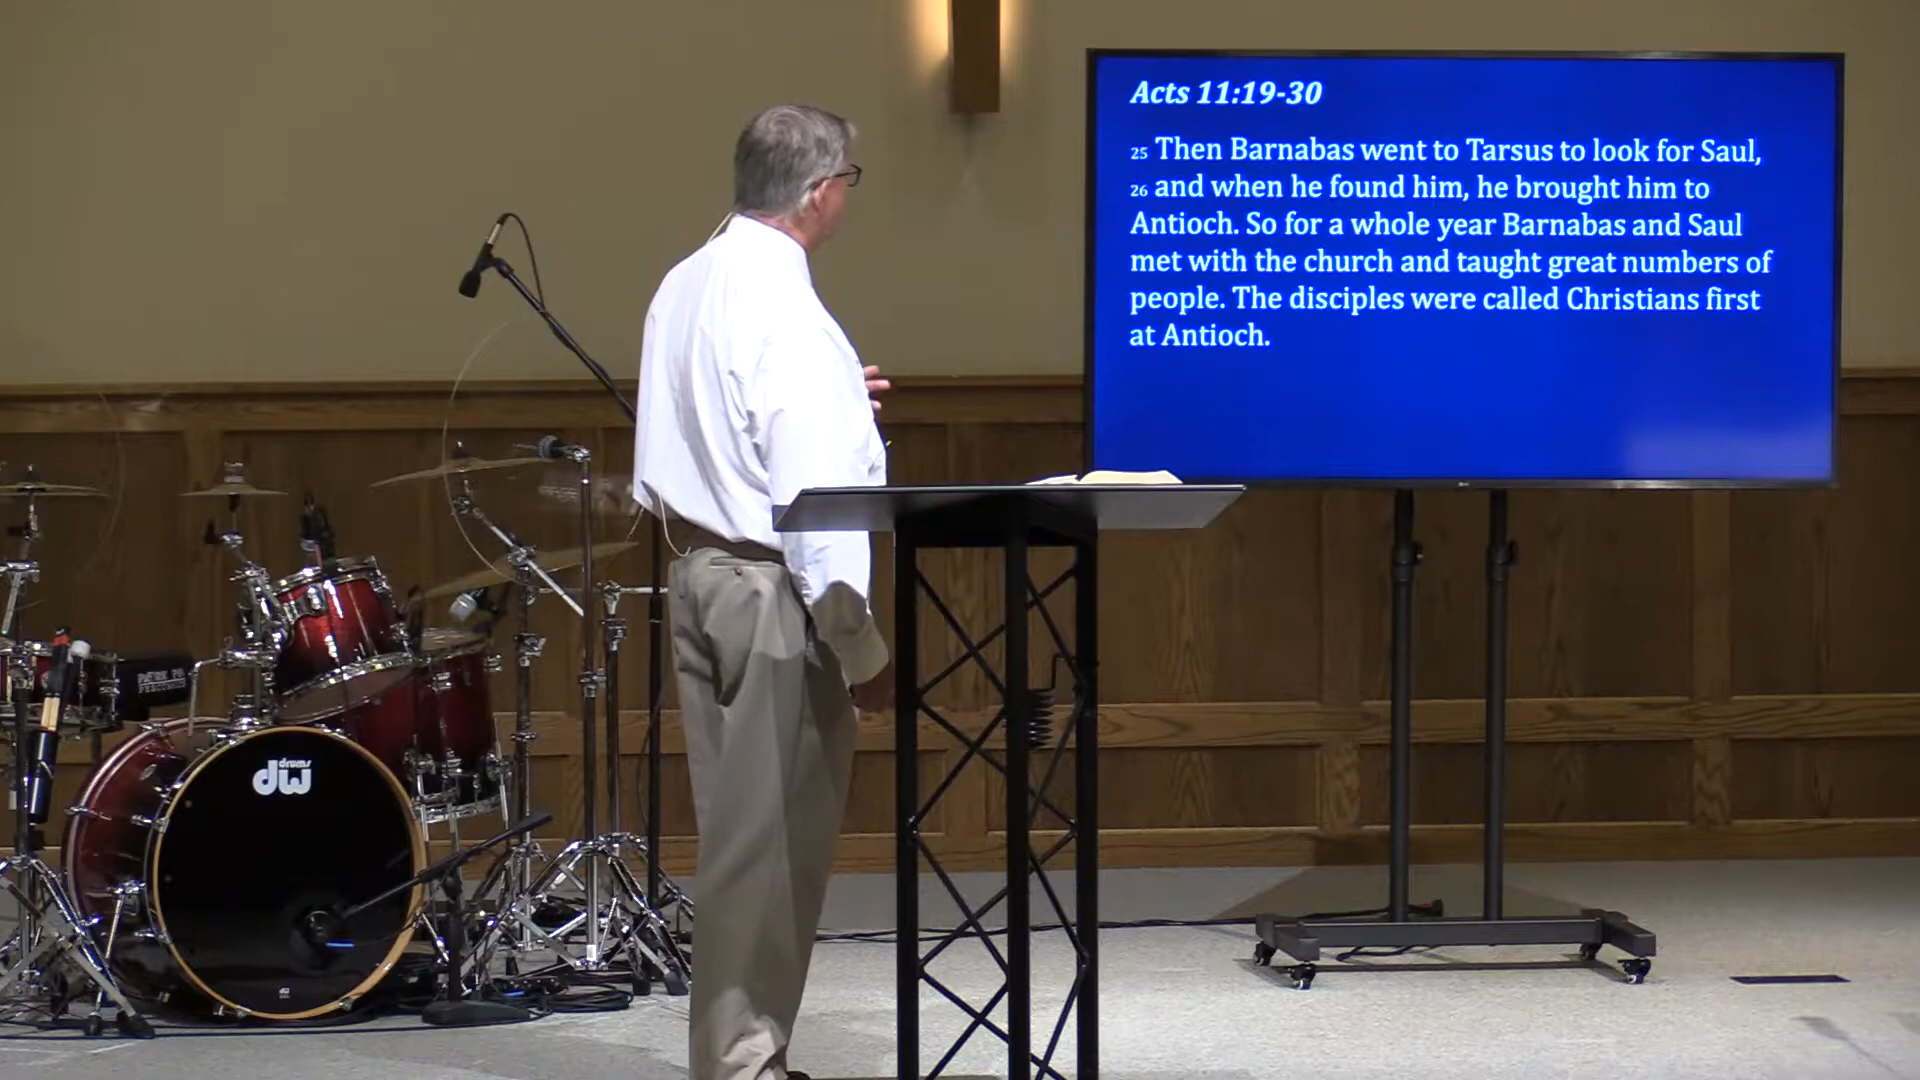 Acts 11:19-30
25 Then Barnabas went to Tarsus to look for Saul,
26 and when he found him, he brought him to
Antioch. So for a whole year Barnabas and Saul
met with the church and taught great numbers of
people. The disciples were called Christians first
at Antioch.
drums
dw
PERCUSSION